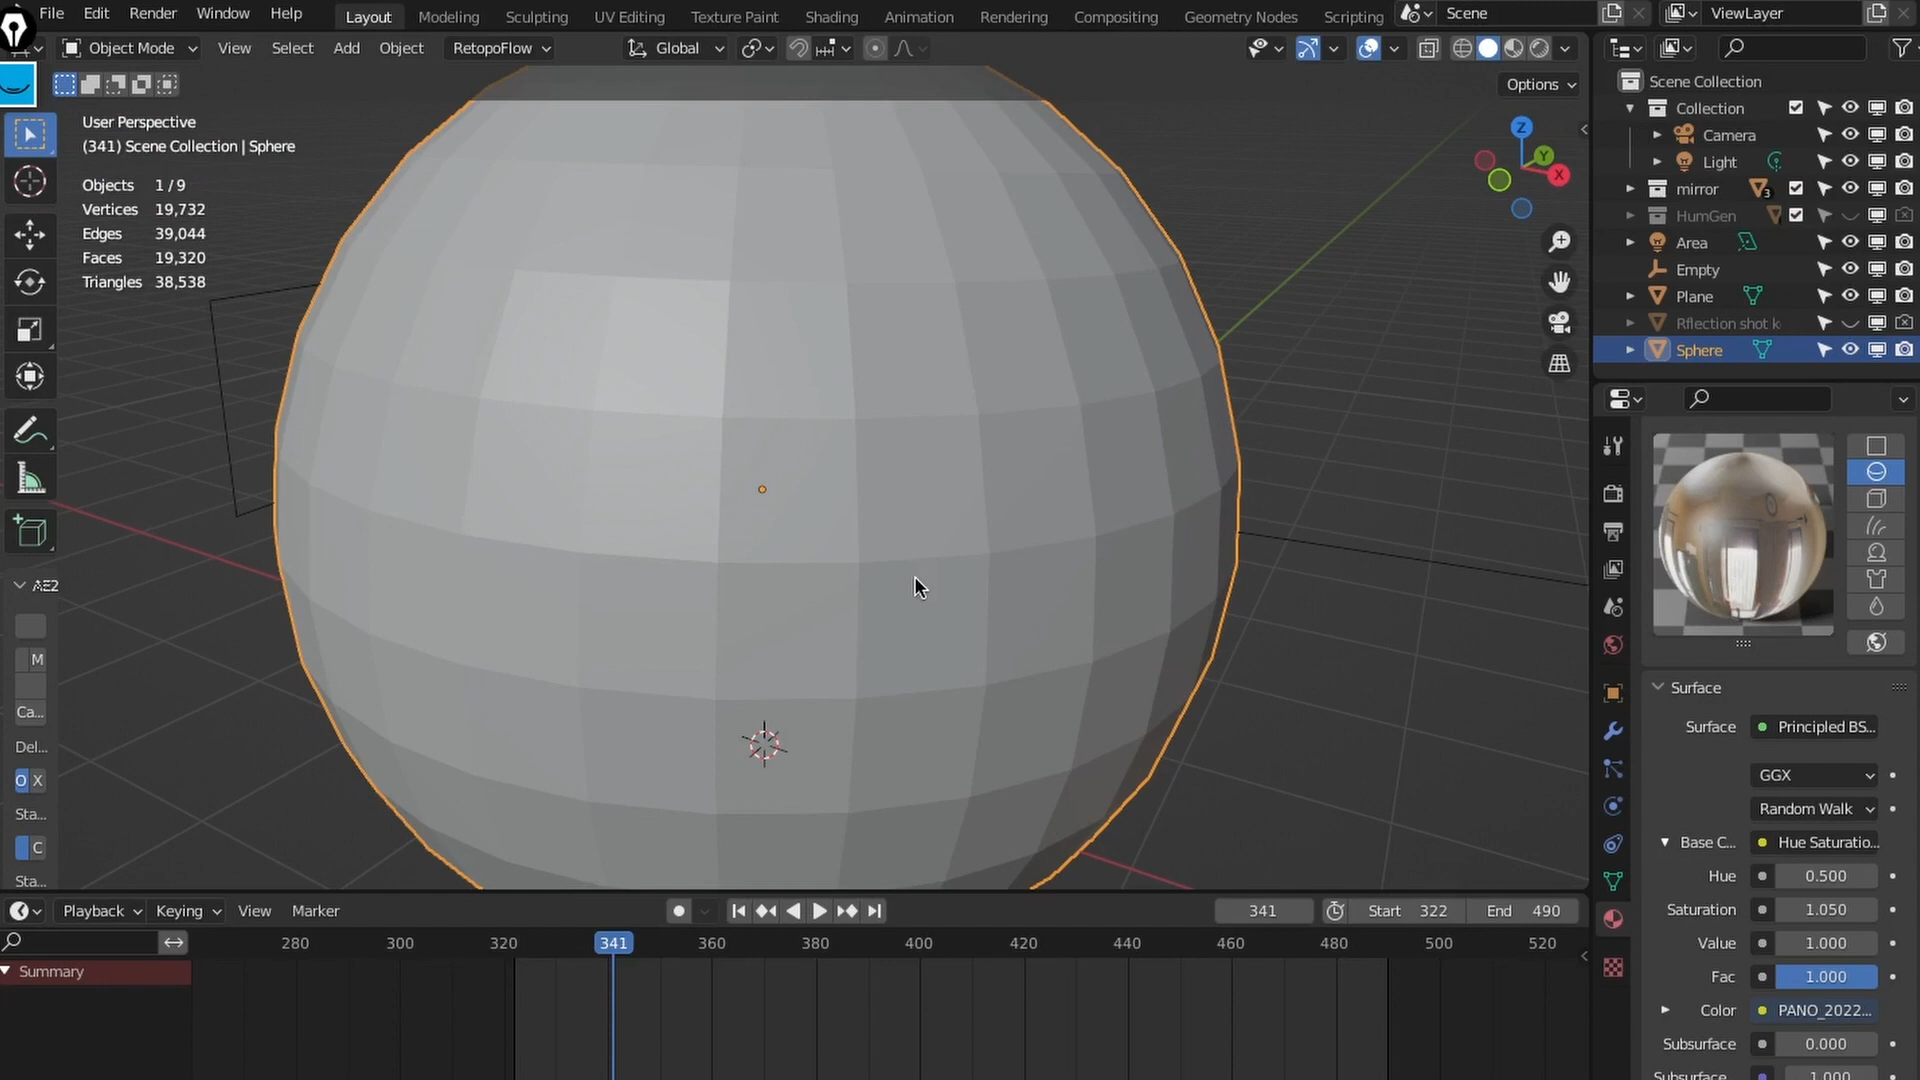 File Edit Render Window Help
Layout Modeling Sculpting UV Editing Texture Paint Shading Animation Rendering Compositing Geometry Nodes Scripting
Scene
ViewLayer
Object Mode View Select Add Object RetopoFlow
Global
Options
User Perspective
(341) Scene Collection | Sphere
Objects 1 / 9
Vertices 19,732
Edges 39,044
Faces 19,320
Triangles 38,538
Z
Y
X
AE2
M
Ca...
Del...
O X
Sta...
C
Sta...
Scene Collection
Collection
Camera
Light
mirror 3
HumGen
Area
Empty
Plane
Rflection shot k
Sphere
Surface
Surface Principled BS...
GGX
Random Walk
Base C... Hue Saturatio...
Hue 0.500
Saturation 1.050
Value 1.000
Fac 1.000
Color PANO_2022...
Subsurface 0.000
Subsurface 1.000
Playback Keying View Marker
341 Start 322 End 490
280 300 320 341 360 380 400 420 440 460 480 500 520
Summary